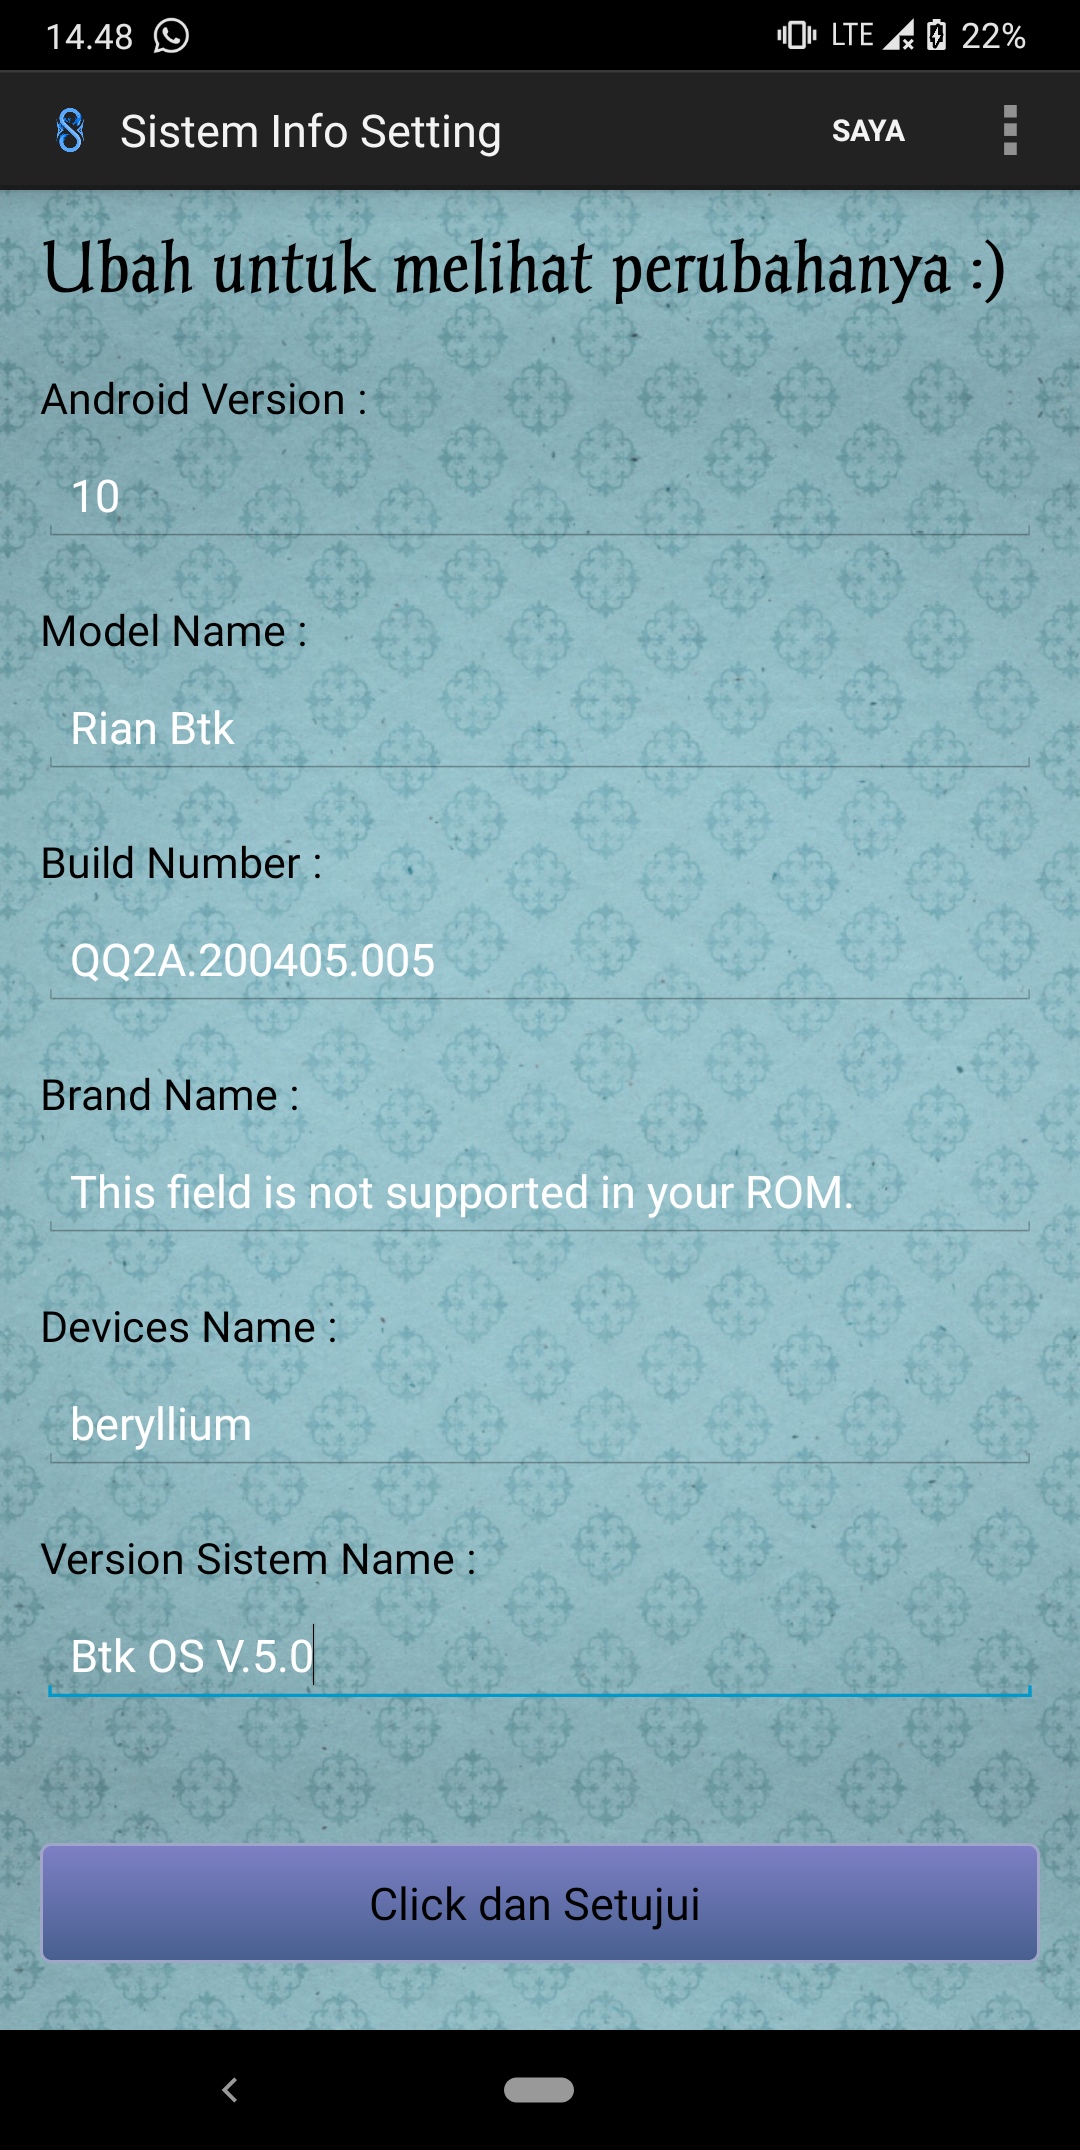 14.48 LTE 22%
Sistem Info Setting SAYA
Ubah untuk melihat perubahanya :)
Android Version :
10
Model Name :
Rian Btk
Build Number :
QQ2A.200405.005
Brand Name :
This field is not supported in your ROM.
Devices Name :
beryllium
Version Sistem Name :
Btk OS V.5.0
Click dan Setujui